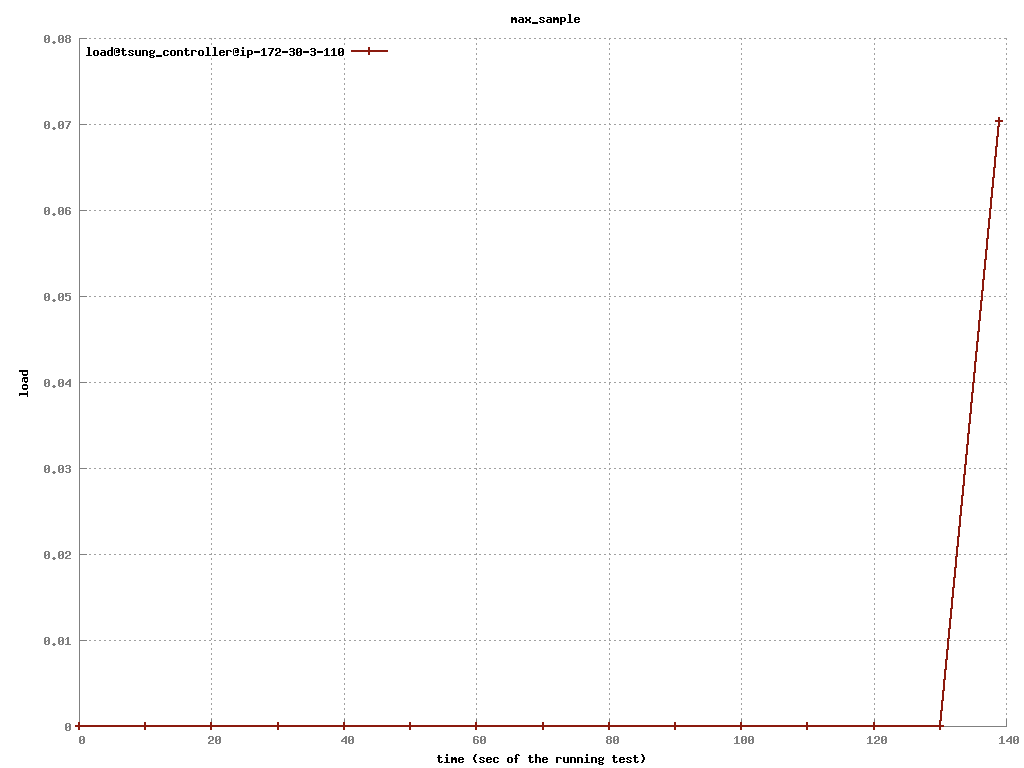 max_sample
load@tsung_controller@ip-172-30-3-110
0.08
0.07
0.06
0.05
0.04
0.03
0.02
0.01
0
load
0 20 40 60 80 100 120 140
time (sec of the running test)